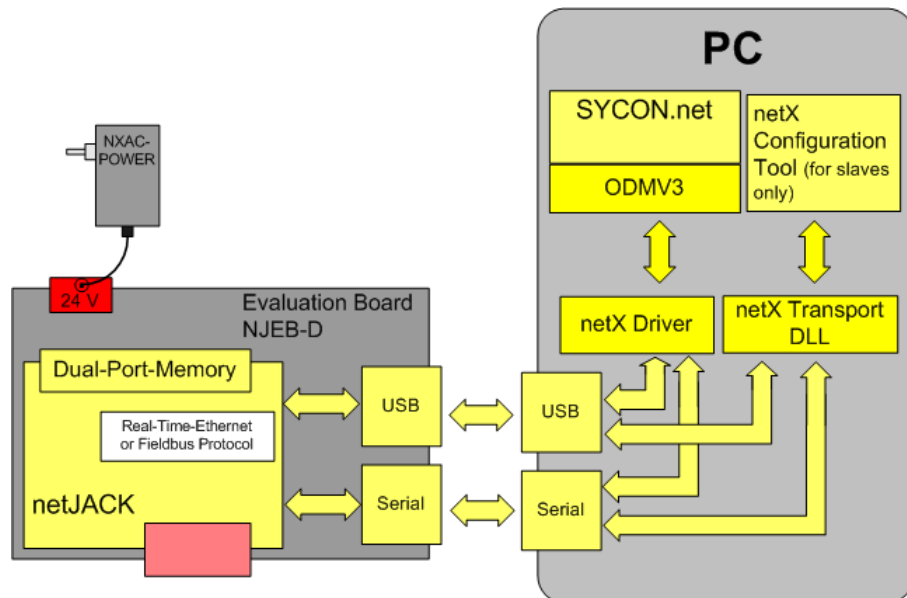 PC
SYCON.net
ODMV3
netX
Configuration
Tool (for slaves
only)
NXAC-
POWER
24 V
Evaluation Board
NJEB-D
netX Driver
netX Transport
DLL
Dual-Port-Memory
Real-Time-Ethernet
or Fieldbus Protocol
netJACK
USB
USB
Serial
Serial